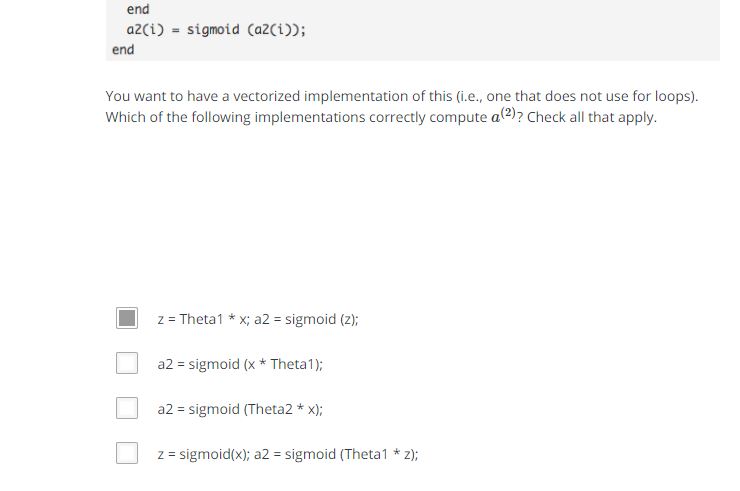 end
a2(i) = sigmoid (a2(i));
end
You want to have a vectorized implementation of this (i.e., one that does not use for loops).
Which of the following implementations correctly compute a(2)? Check all that apply.
z = Theta1 * x; a2 = sigmoid (z);
a2 = sigmoid (x * Theta1);
a2 = sigmoid (Theta2 * x);
z = sigmoid(x); a2 = sigmoid (Theta1 * z);